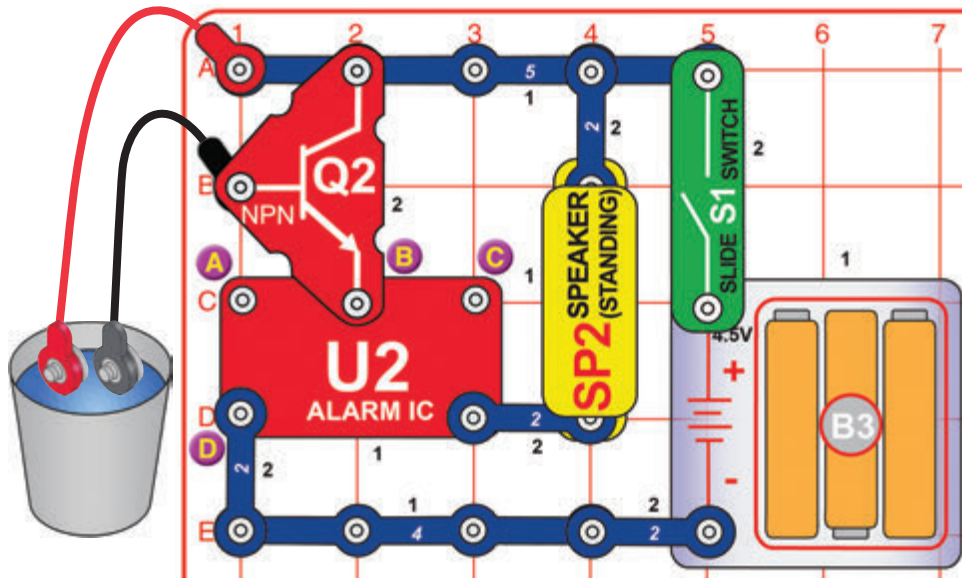 1 2 3 4 5 6 7
A 5
1
2 2
B
Q2
NPN
2
SPEAKER
(STANDING)
SP2
1
SLIDE S1 SWITCH
2
A B C
C
U2
ALARM IC
D
D
2
2
1
2
2
4.5V
+
-
B3
1
E
1
4
2
2